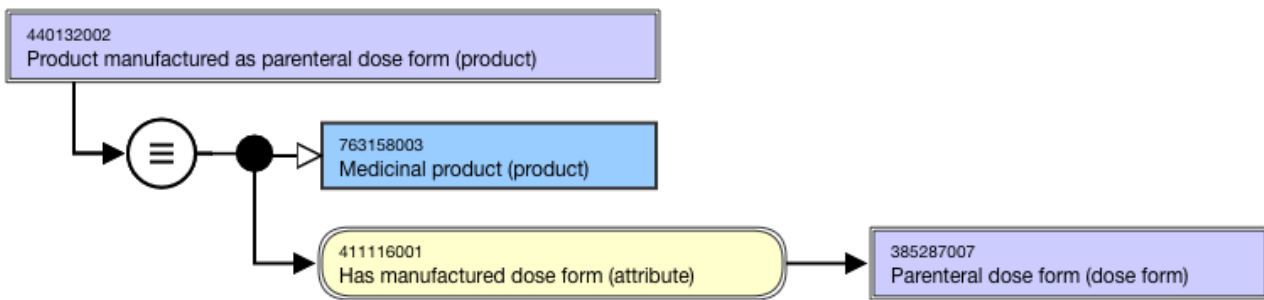 440132002
Product manufactured as parenteral dose form (product)
763158003
Medicinal product (product)
411116001
Has manufactured dose form (attribute)
385287007
Parenteral dose form (dose form)